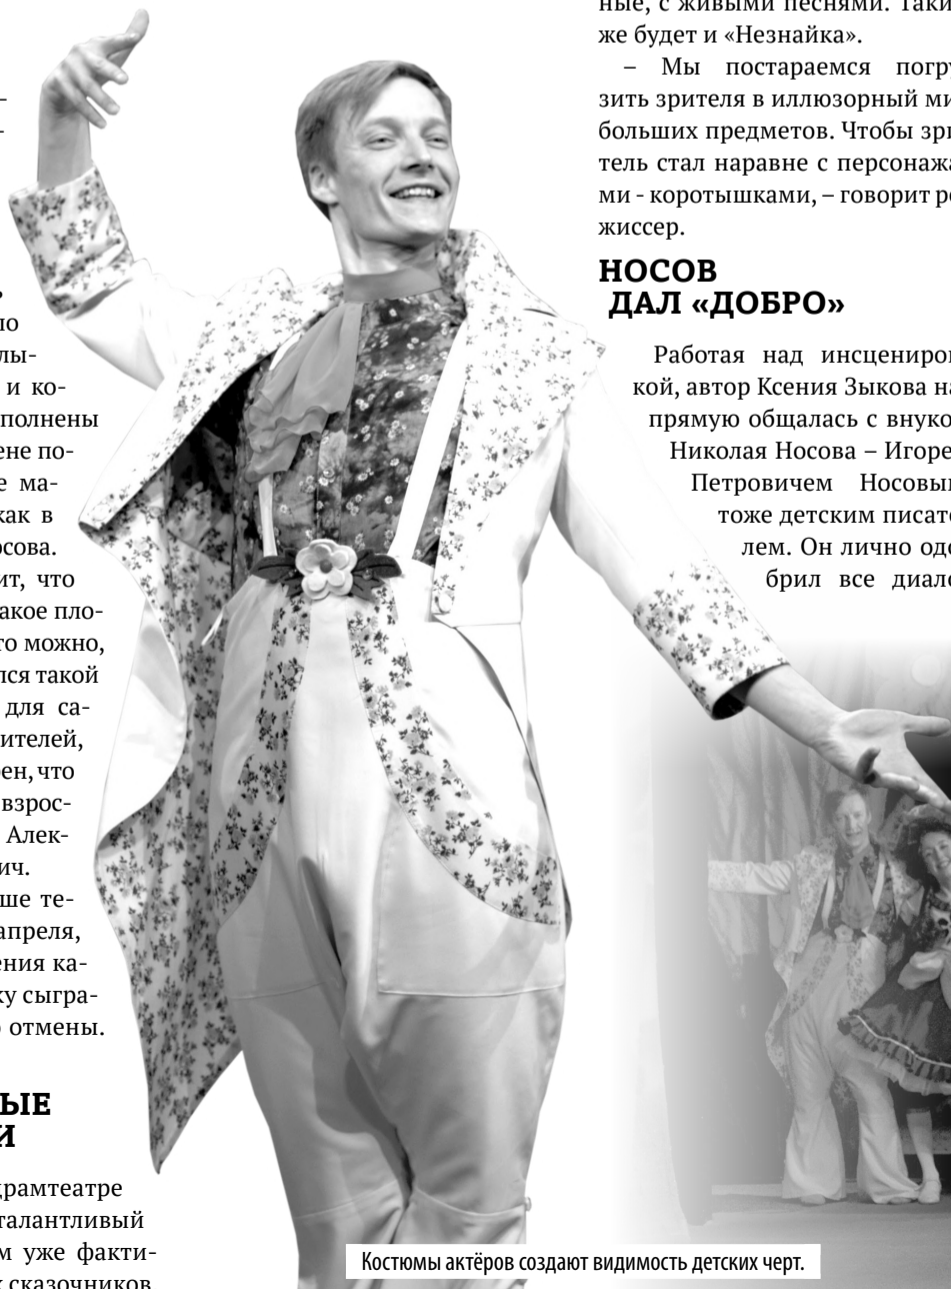 лы-
и ко-
полнены
ене по-
е ма-
как в
осова.
ит, что
акое пло-
то можно,
лся такой
для са-
ителей,
ен, что
взрос-
Алек-
ич.
ше те-
апреля,
ения ка-
ку сыгра-
отмены.
ЫЕ
И
драмтеатре
талантливый
м уже факти-
сказочников
ные, с живыми песнями. Таки
же будет и «Незнайка».
– Мы постараемся погру
зить зрителя в иллюзорный ми
больших предметов. Чтобы зри
тель стал наравне с персонажа
ми - коротышками, – говорит ре
жиссер.
НОСОВ
ДАЛ «ДОБРО»
Работая над инсцениров
кой, автор Ксения Зыкова на
прямую общалась с внуко
Николая Носова – Игоре
Петровичем Носовы
тоже детским писате
лем. Он лично одо
брил все диало
Костюмы актёров создают видимость детских черт.